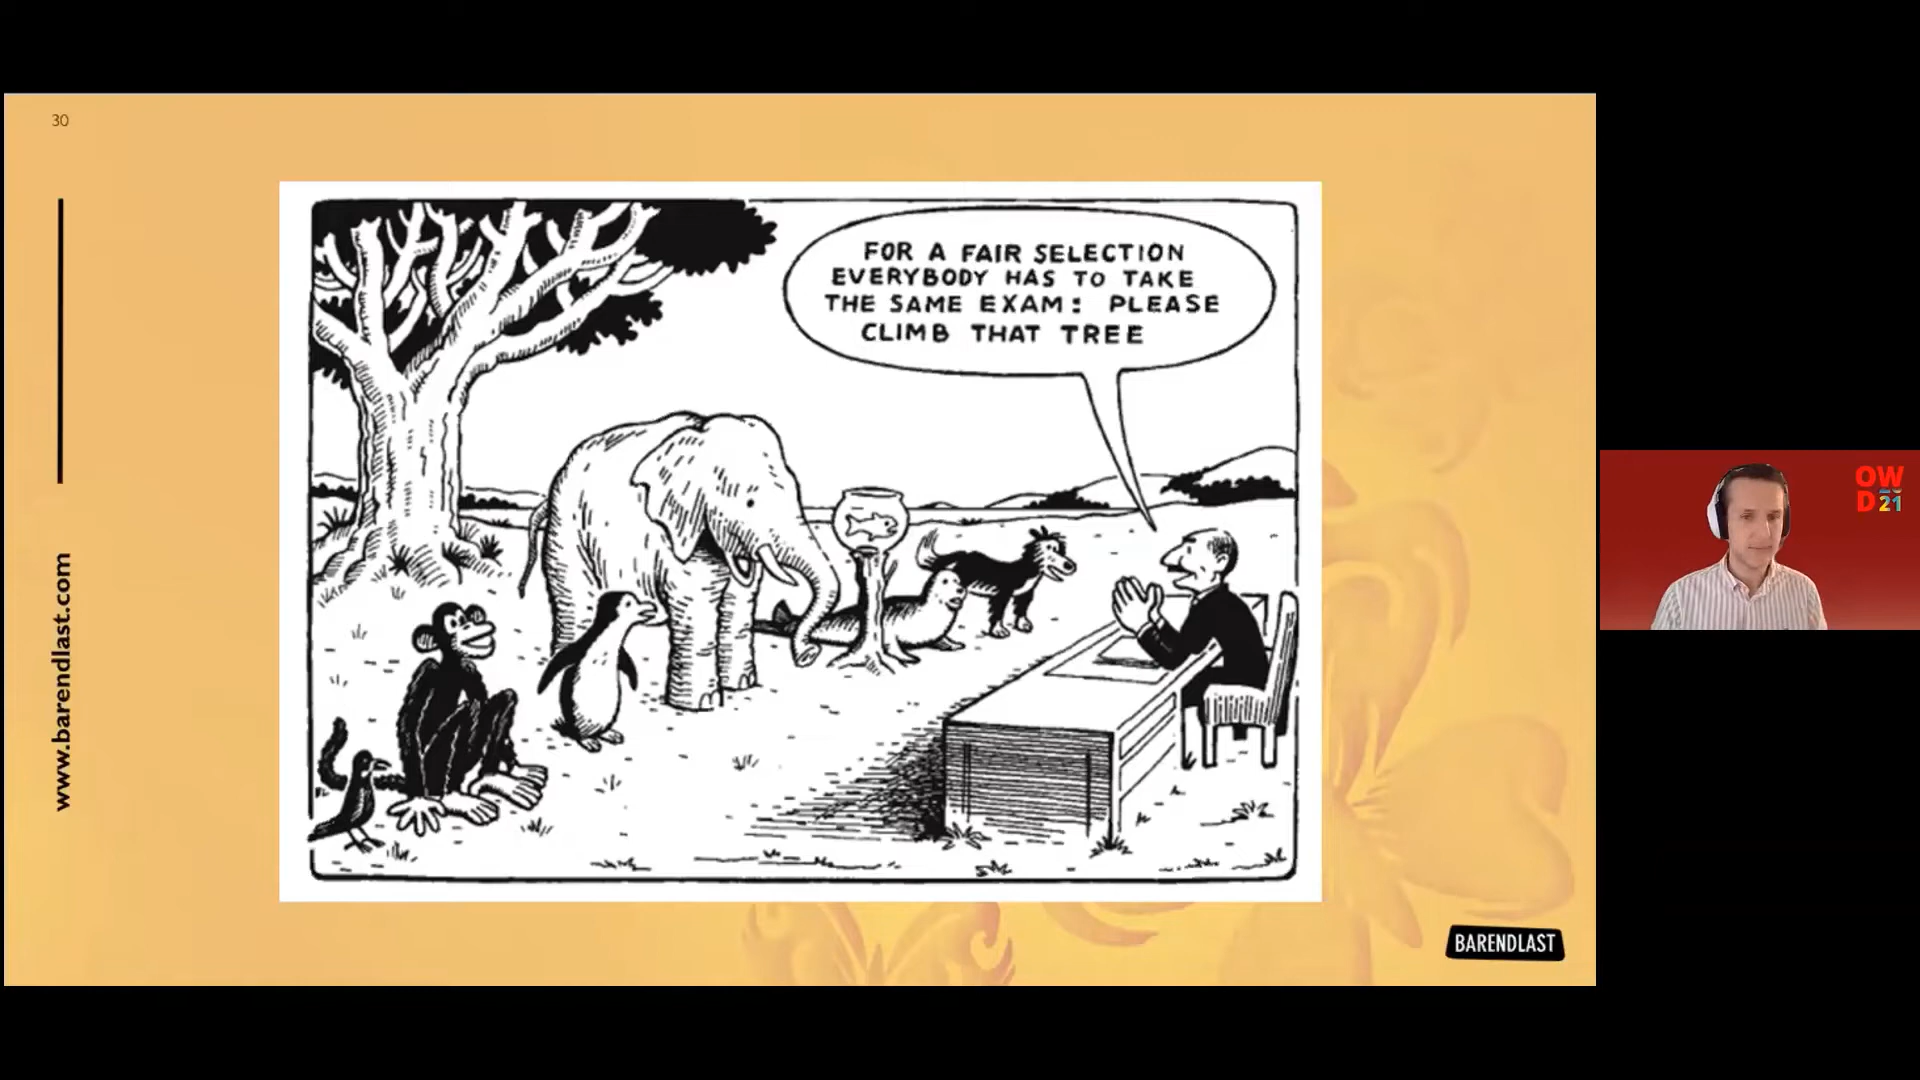 30
www.barendlast.com
FOR A FAIR SELECTION
EVERYBODY HAS TO TAKE
THE SAME EXAM: PLEASE
CLIMB THAT TREE
BARENDLAST
OW
D21